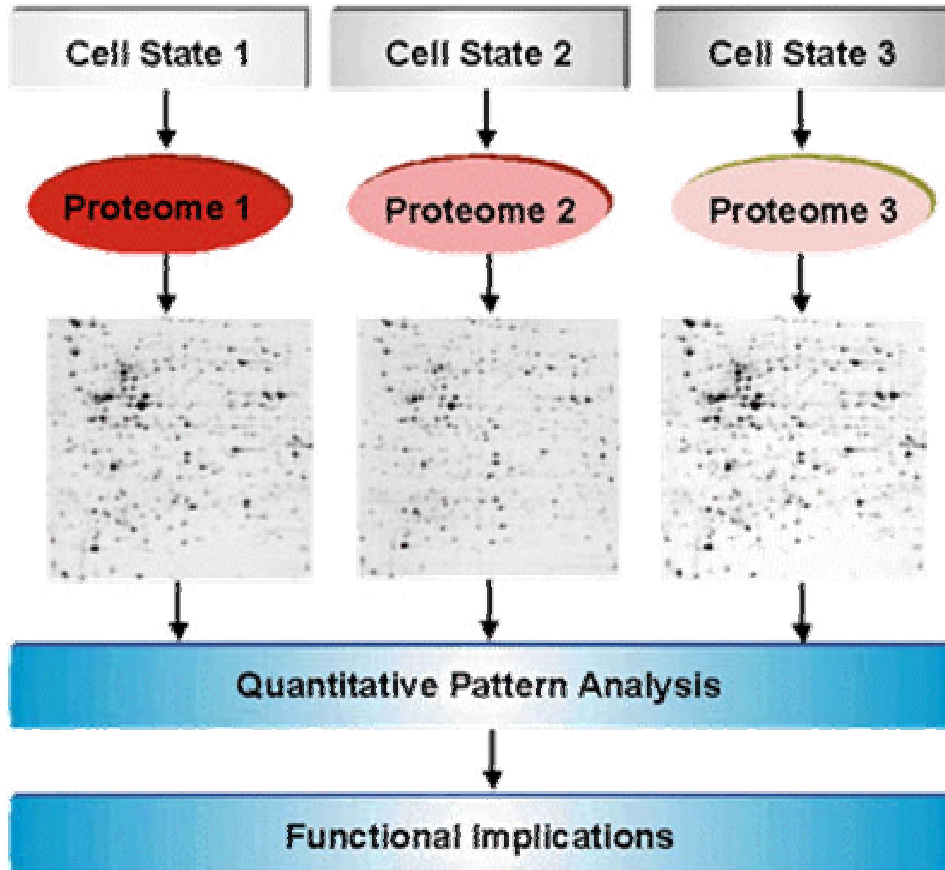 Cell State 1
Cell State 2
Cell State 3
Proteome 1
Proteome 2
Proteome 3
Quantitative Pattern Analysis
Functional Implications